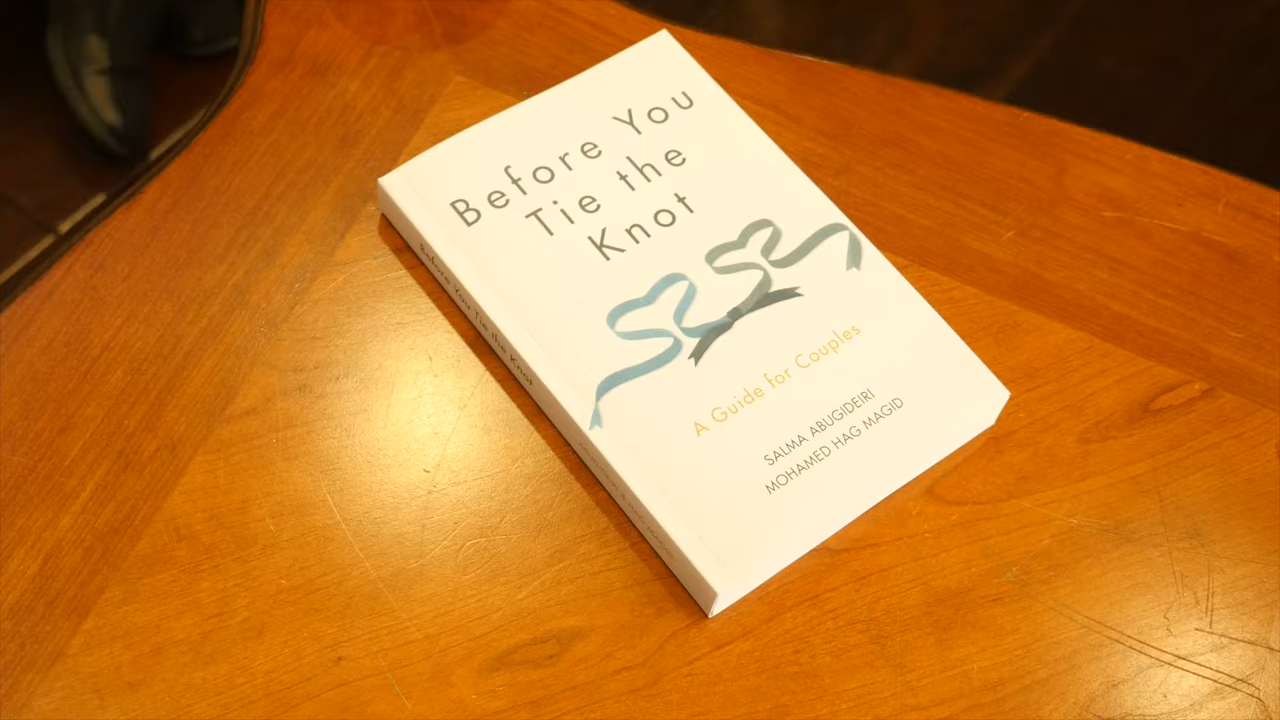 Before You
Tie the
Knot
A Guide for Couples
SALMA ABUGIDEIRI
MOHAMED HAG MAGID
Before You Tie the Knot